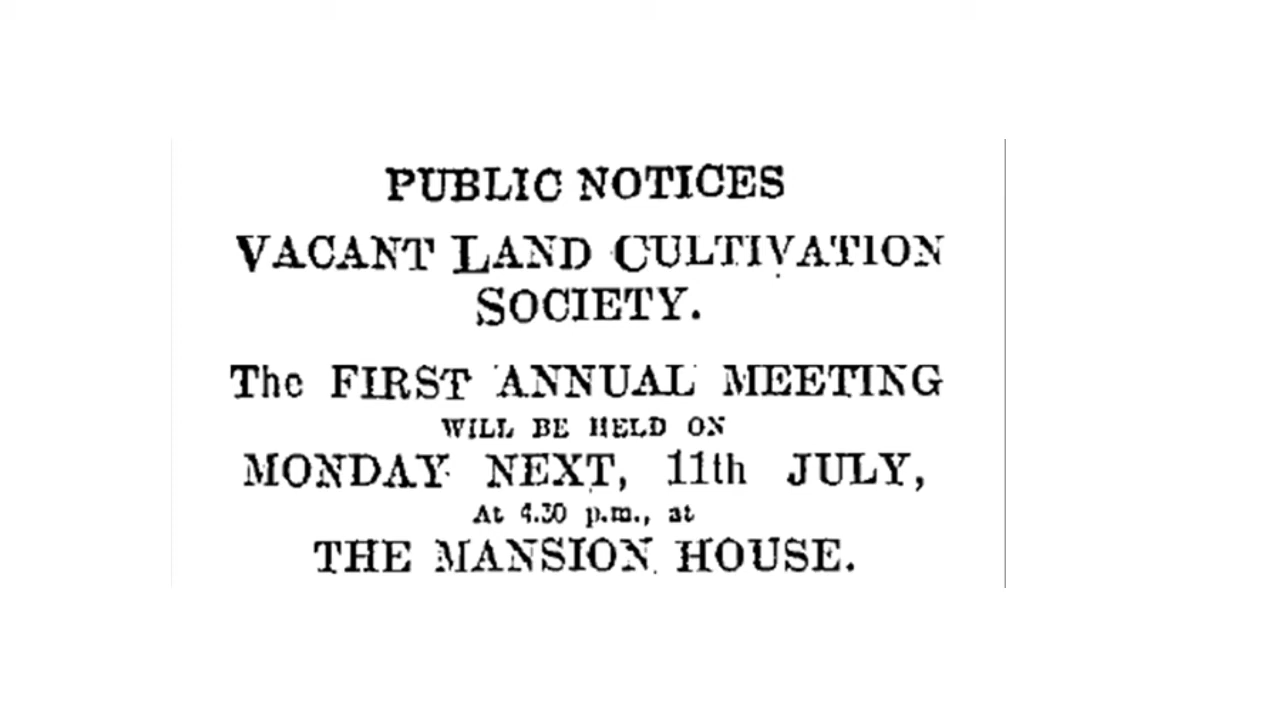 PUBLIC NOTICES
VACANT LAND CULTIVATION
SOCIETY.
The FIRST ANNUAL MEETING
WILL BE HELD ON
MONDAY NEXT, 11th JULY,
At 4.30 p.m., at
THE MANSION HOUSE.